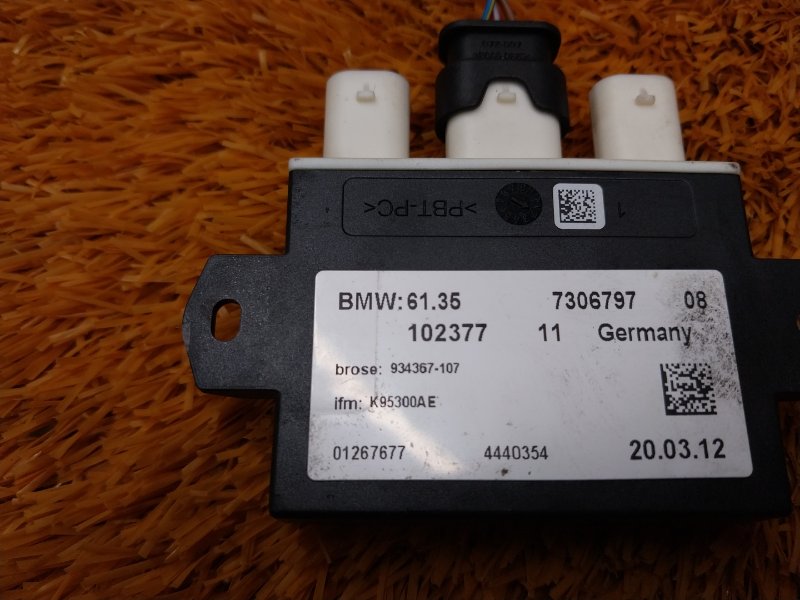 >PBT-PC< 1
BMW: 61.35 7306797 08
102377 11 Germany
brose: 934367-107
ifm: K95300AE
01267677 4440354 20.03.12